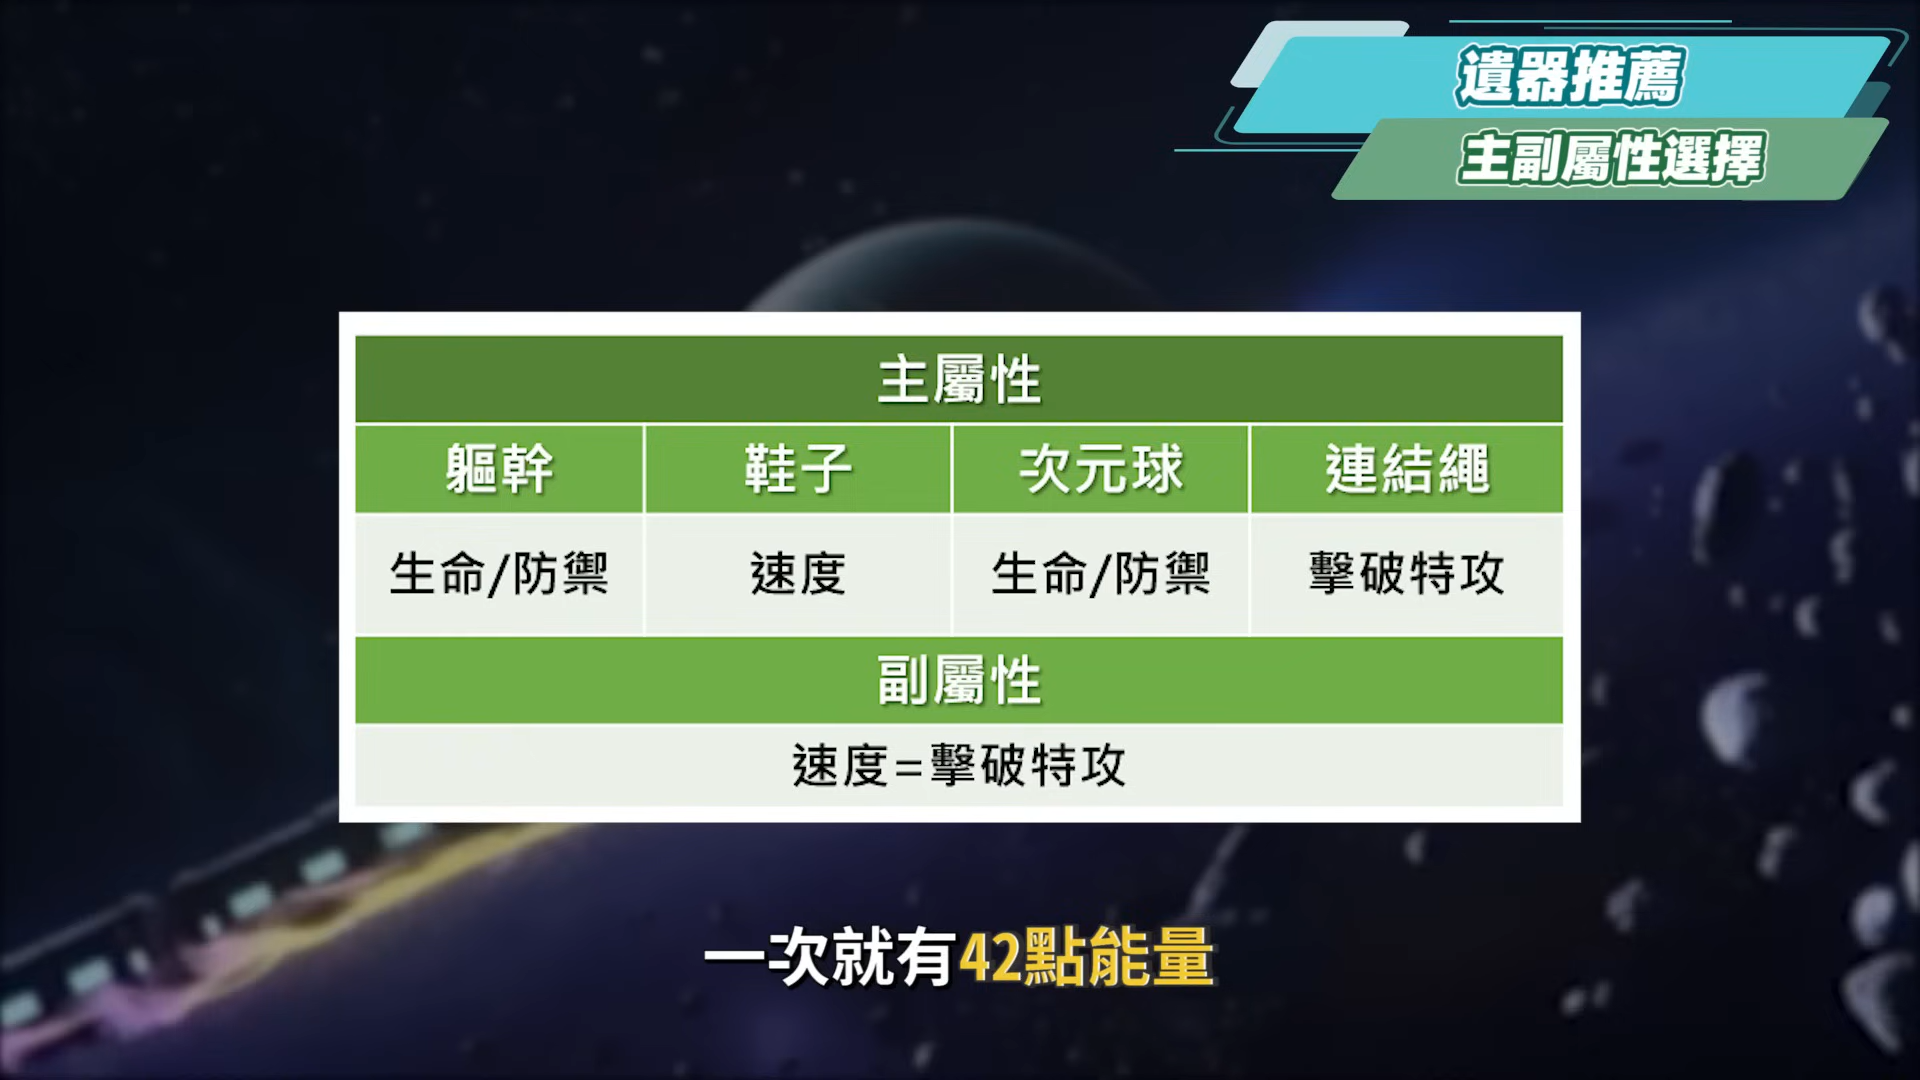 遺器推薦
主副屬性選擇
主屬性
軀幹 鞋子 次元球 連結繩
生命/防禦 速度 生命/防禦 擊破特攻
副屬性
速度=擊破特攻
一次就有42點能量